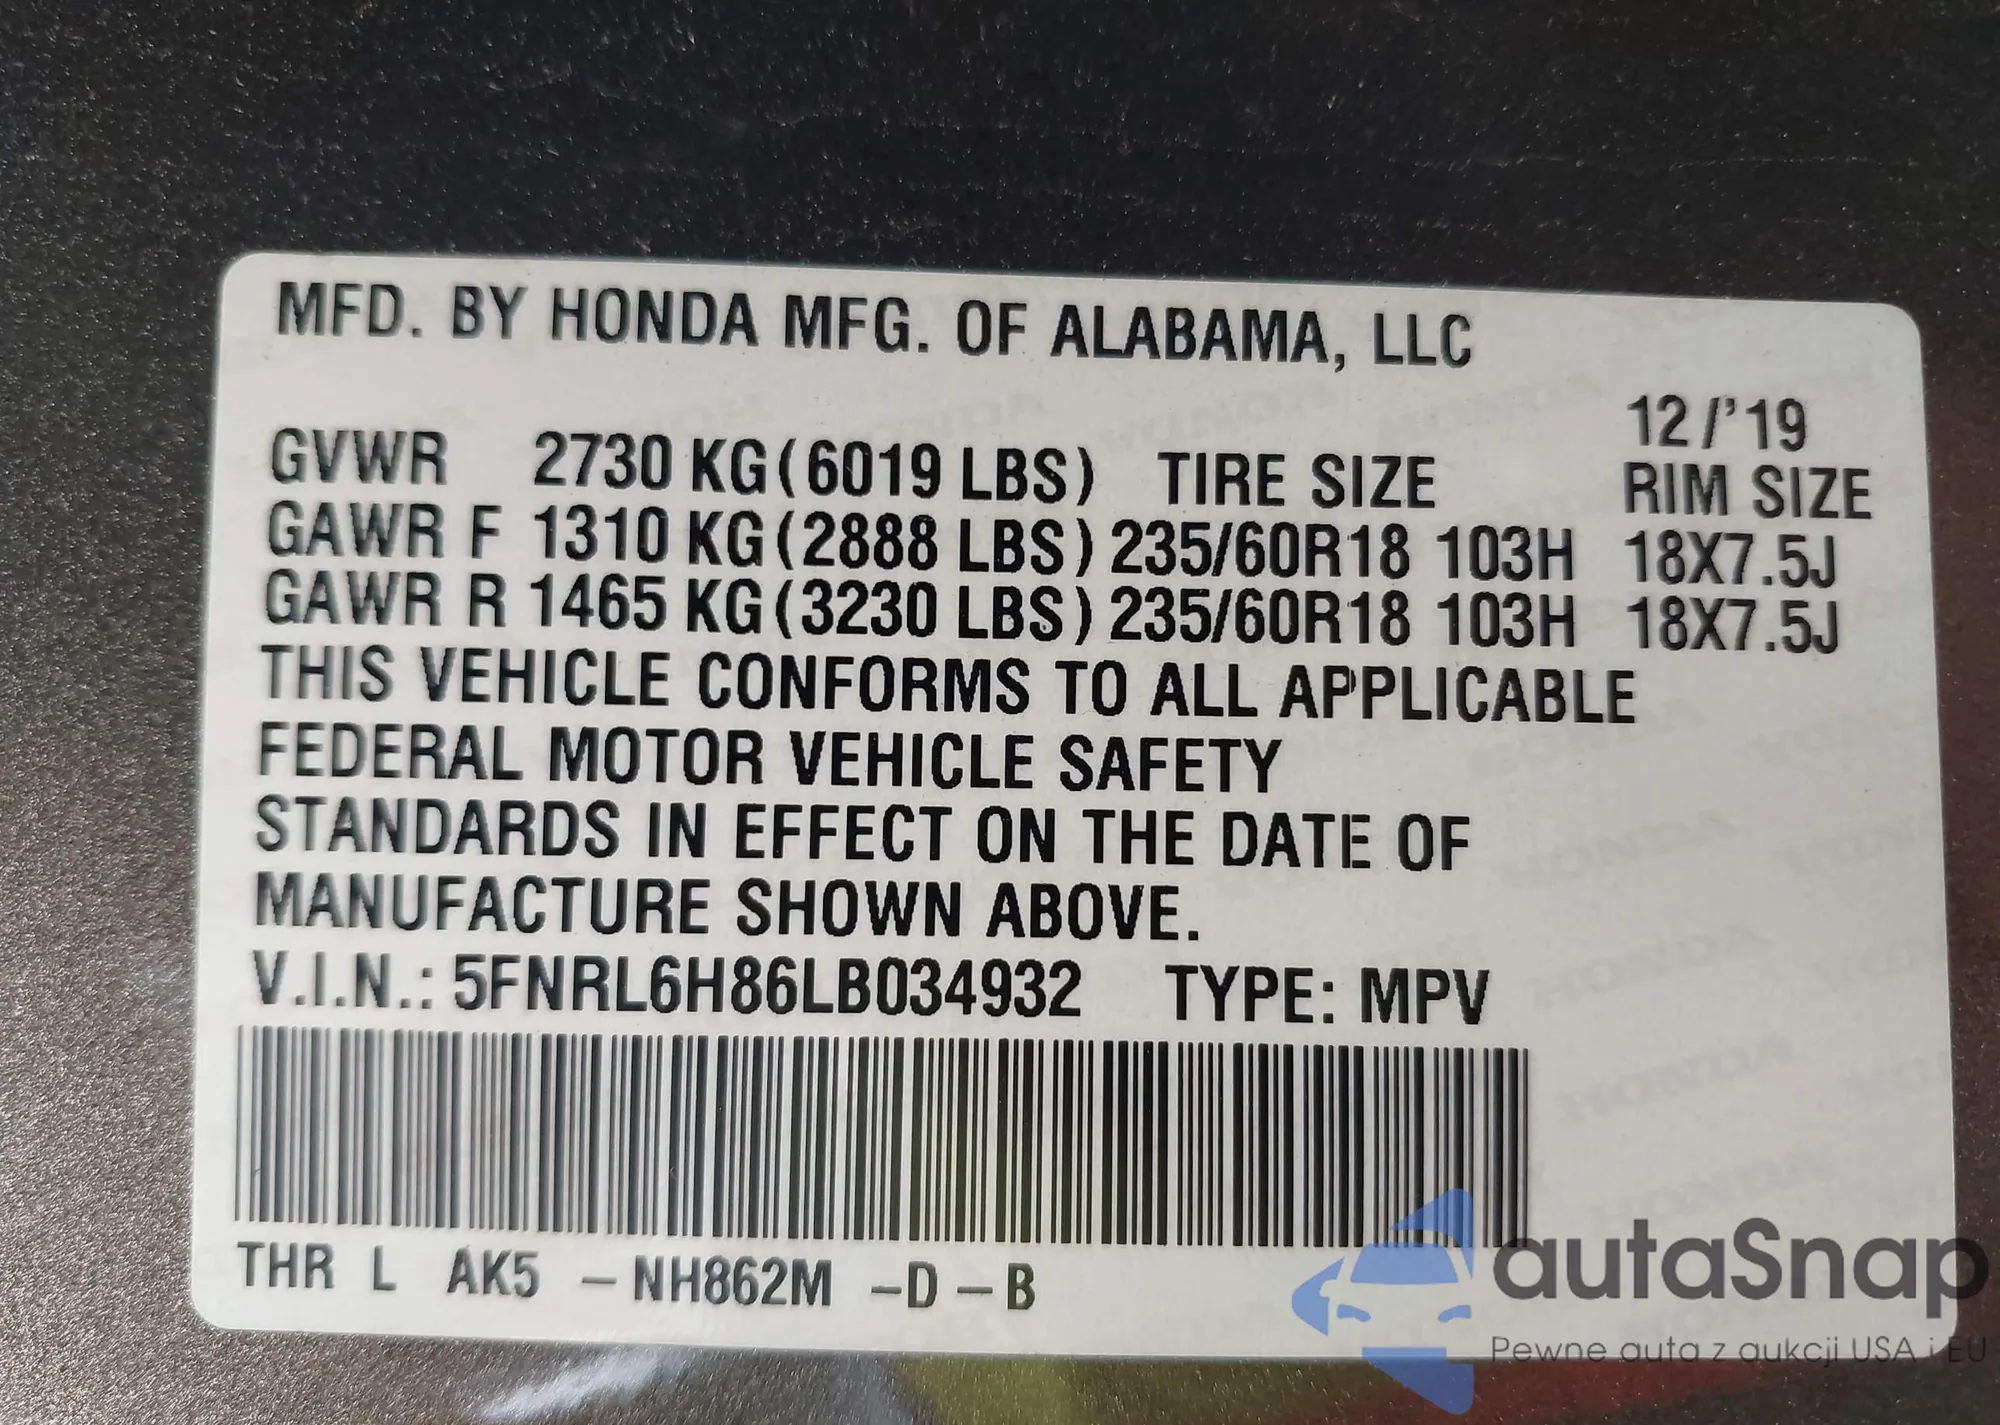 MFD. BY HONDA MFG. OF ALABAMA, LLC
12/'19
GVWR 2730 KG(6019 LBS) TIRE SIZE RIM SIZE
GAWR F 1310 KG(2888 LBS) 235/60R18 103H 18X7.5J
GAWR R 1465 KG(3230 LBS) 235/60R18 103H 18X7.5J
THIS VEHICLE CONFORMS TO ALL APPLICABLE
FEDERAL MOTOR VEHICLE SAFETY
STANDARDS IN EFFECT ON THE DATE OF
MANUFACTURE SHOWN ABOVE.
V.I.N.: 5FNRL6H86LB034932 TYPE: MPV
THR L AK5 – NH862M –D – B
autaSnap
Pewne auta z aukcji USA i EU